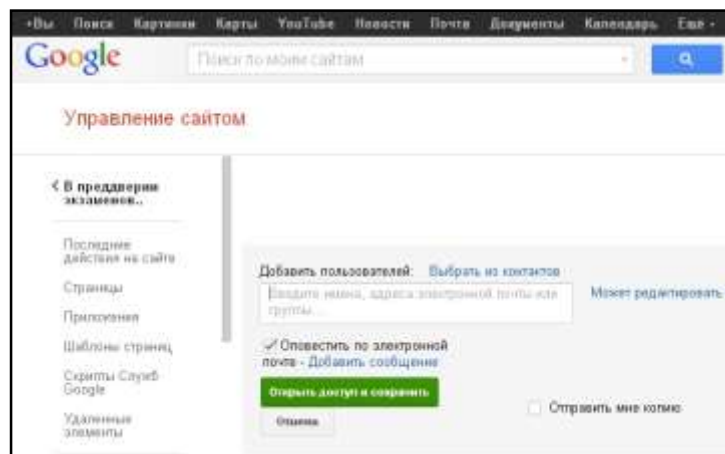 +Вы Поиск Картинки Карты YouTube Новости Почта Документы Календарь Ещё
Google Поиск по моим сайтам
Управление сайтом
В преддверии
экзаменов..
Последние
действия на сайте
Страницы
Приложения
Шаблоны страниц
Скрипты Служб
Google
Удаленные
элементы
Добавить пользователей: Выбрать из контактов
Введите имена, адреса электронной почты или
группы...
Может редактировать
Оповестить по электронной
почте - Добавить сообщение
Открыть доступ и сохранить
Отправить мне копию
Отмена